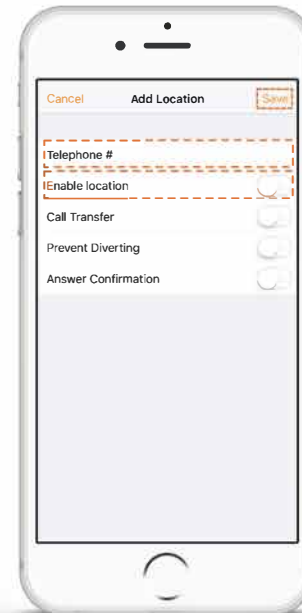 Cancel Add Location Save
Telephone #
Enable location
Call Transfer
Prevent Diverting
Answer Confirmation